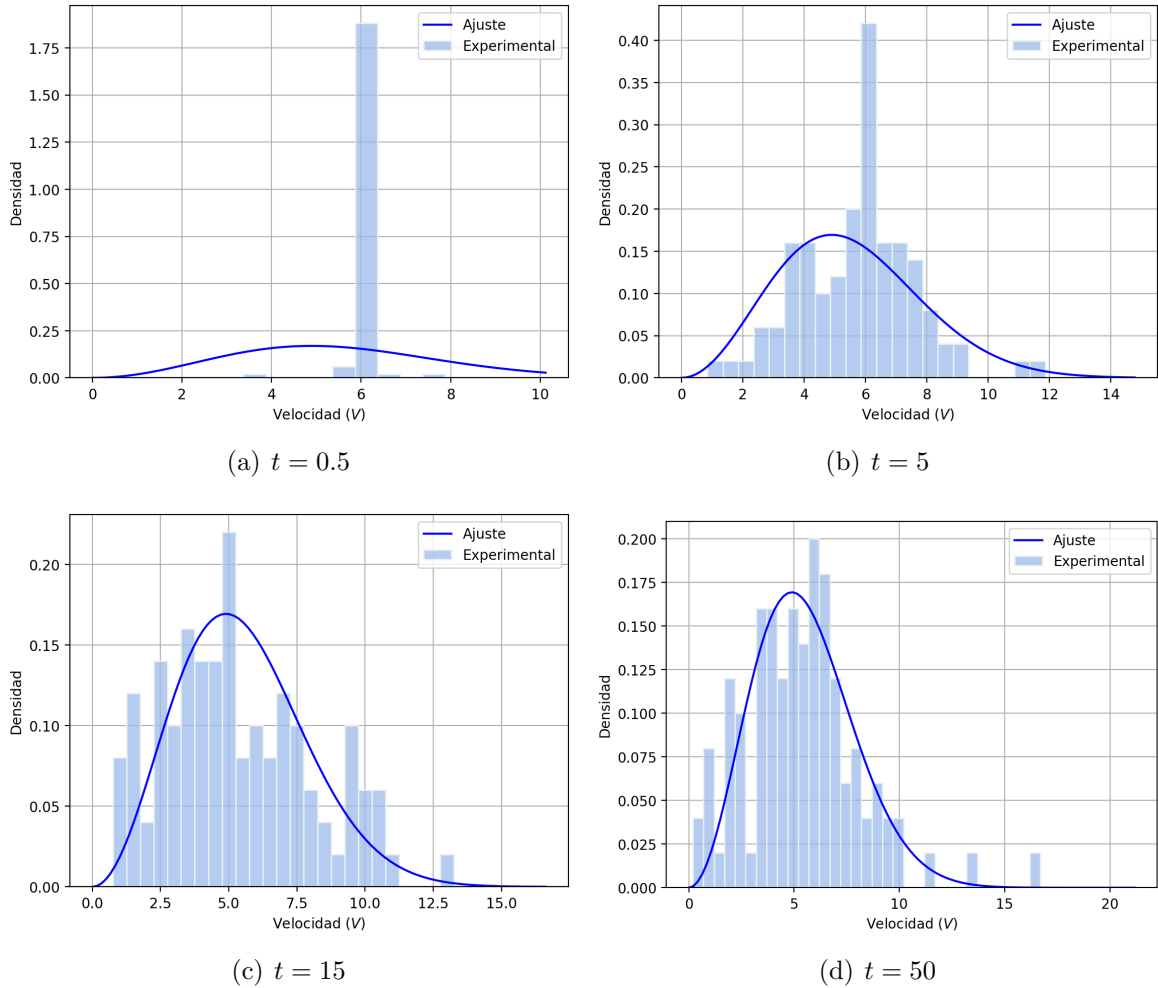 Ajuste
Experimental
1.75
1.50
1.25
1.00
0.75
0.50
0.25
0.00
Densidad
0 2 4 6 8 10
Velocidad (V)
(a) t = 0.5
Ajuste
Experimental
0.40
0.35
0.30
0.25
0.20
0.15
0.10
0.05
0.00
Densidad
0 2 4 6 8 10 12 14
Velocidad (V)
(b) t = 5
Ajuste
Experimental
0.20
0.15
0.10
0.05
0.00
Densidad
0.0 2.5 5.0 7.5 10.0 12.5 15.0
Velocidad (V)
(c) t = 15
Ajuste
Experimental
0.200
0.175
0.150
0.125
0.100
0.075
0.050
0.025
0.000
Densidad
0 5 10 15 20
Velocidad (V)
(d) t = 50